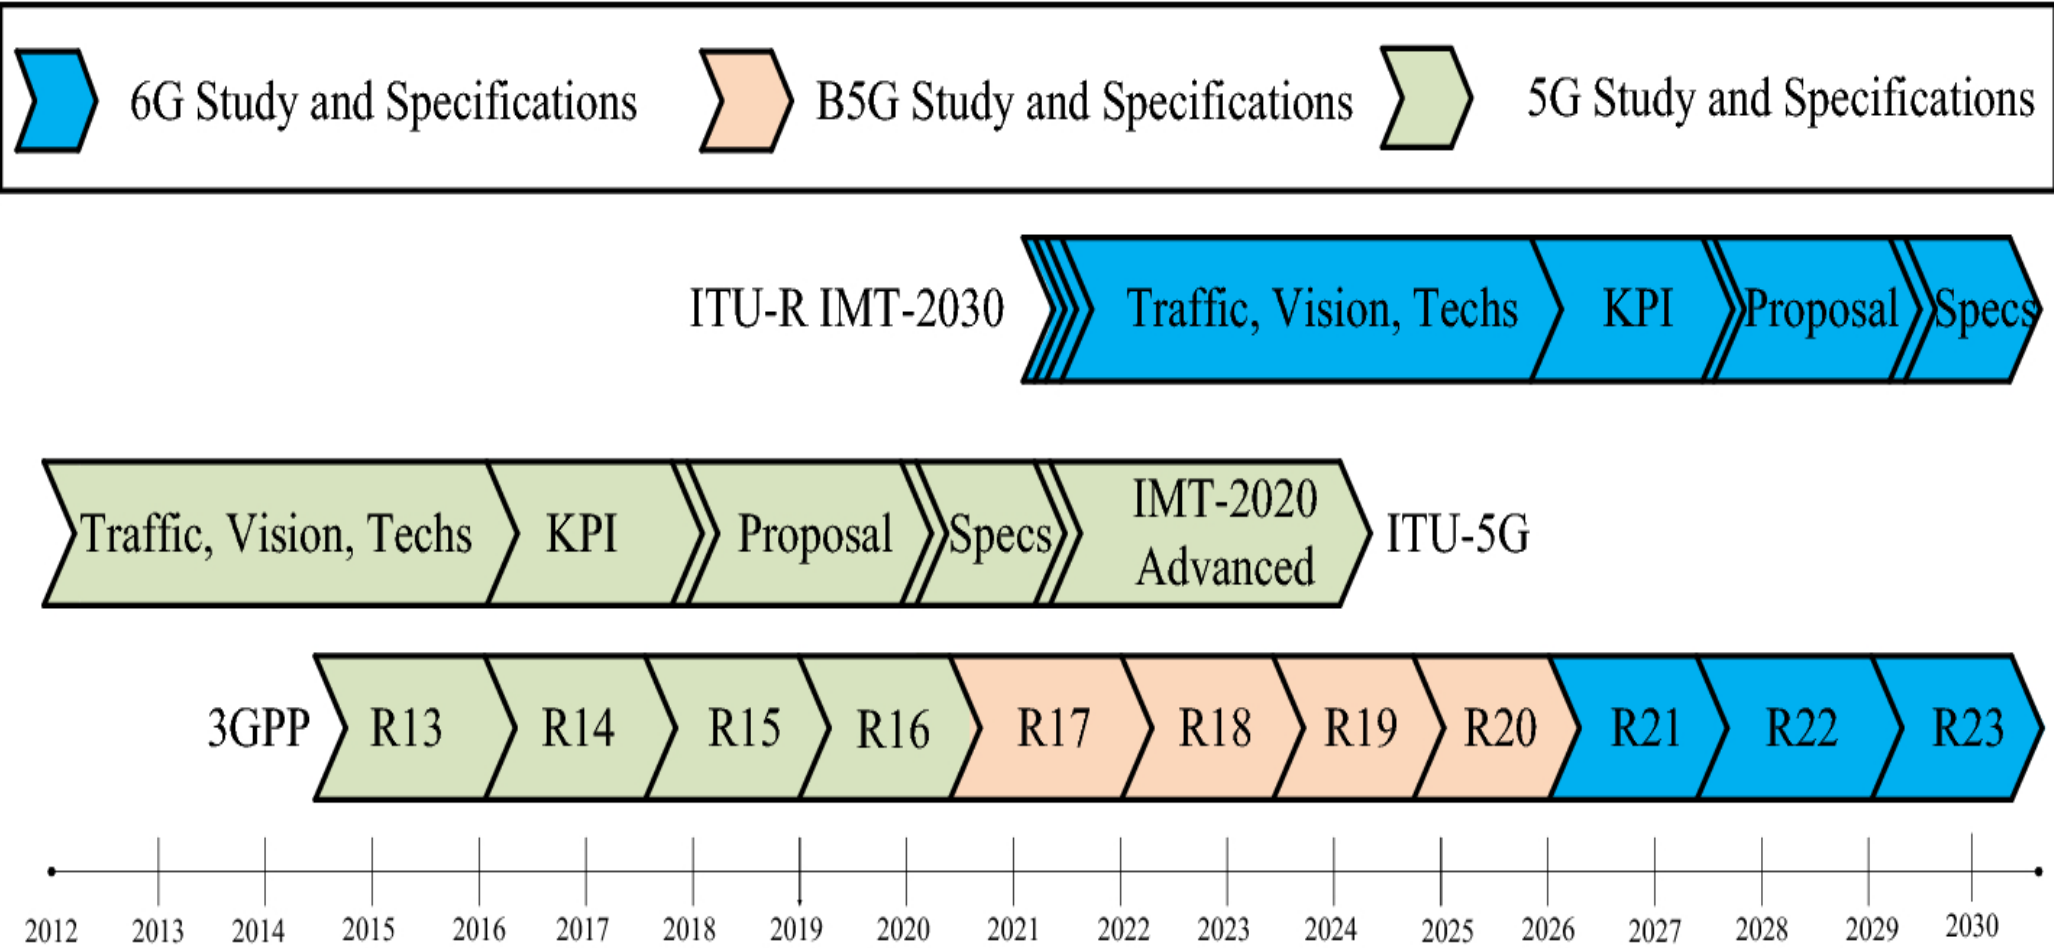 6G Study and Specifications
B5G Study and Specifications
5G Study and Specifications
ITU-R IMT-2030
Traffic, Vision, Techs
KPI
Proposal
Specs
Traffic, Vision, Techs
KPI
Proposal
Specs
IMT-2020
Advanced
ITU-5G
3GPP
R13
R14
R15
R16
R17
R18
R19
R20
R21
R22
R23
2012
2013
2014
2015
2016
2017
2018
2019
2020
2021
2022
2023
2024
2025
2026
2027
2028
2029
2030